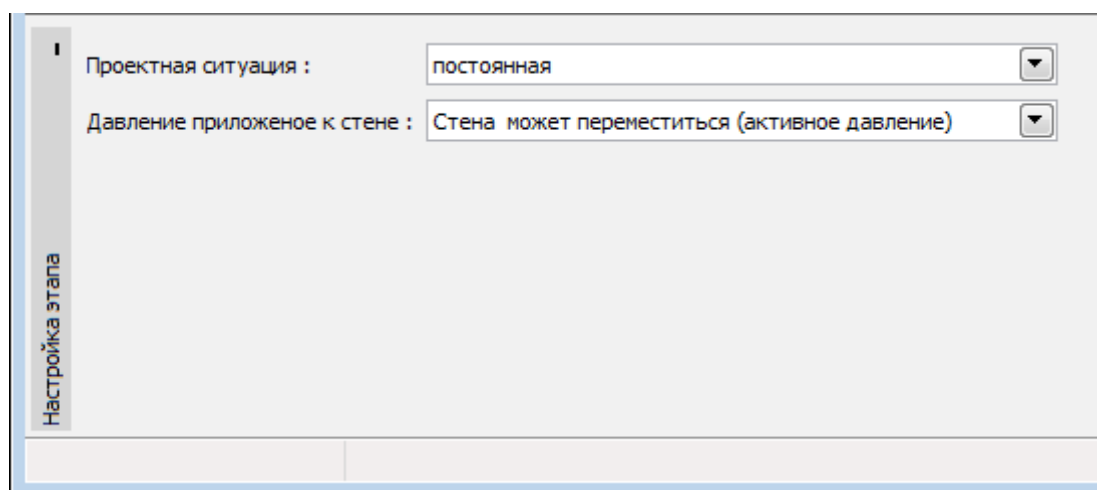 Проектная ситуация :
постоянная
Давление приложеное к стене :
Стена может переместиться (активное давление)
Настройка этапа